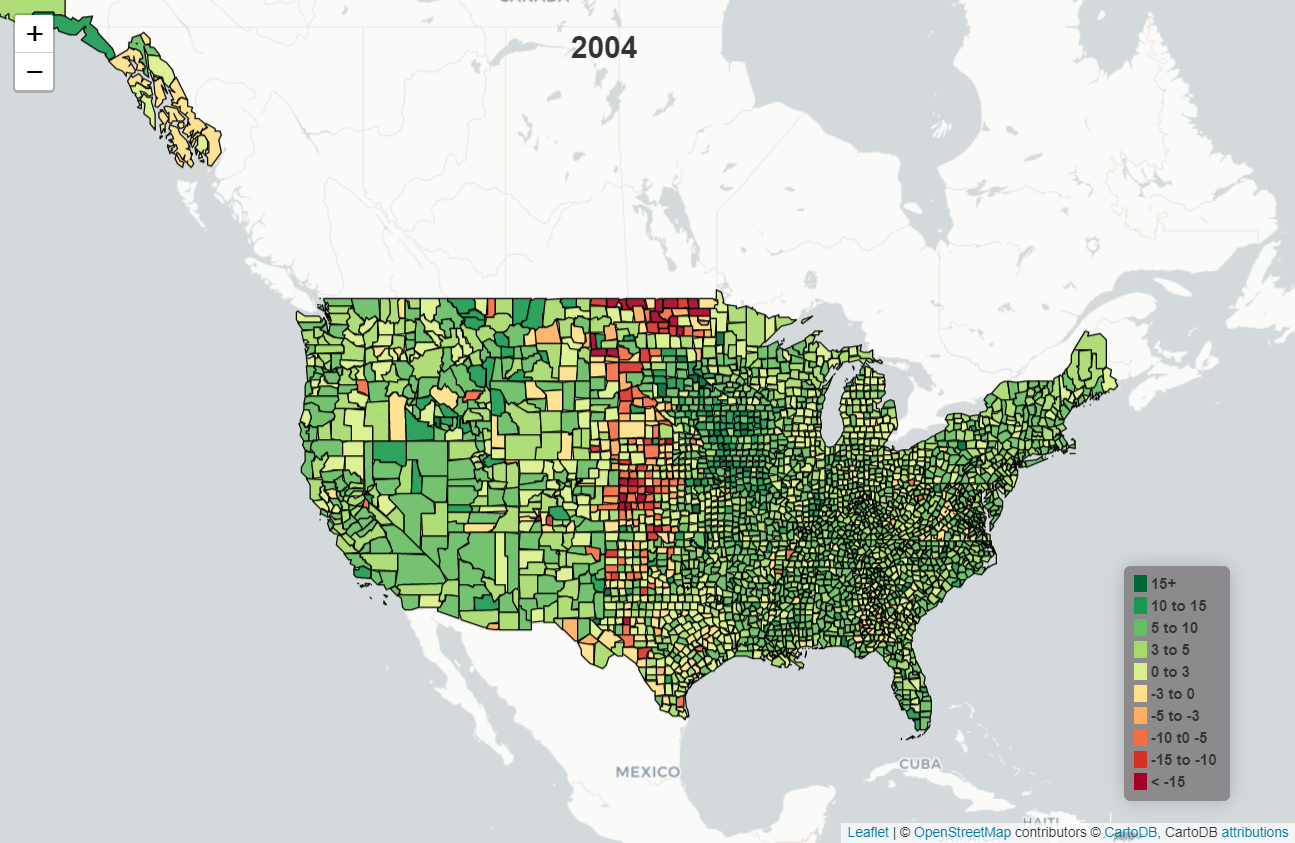 CANADA
+
−
2004
15+
10 to 15
5 to 10
3 to 5
0 to 3
-3 to 0
-5 to -3
-10 t0 -5
-15 to -10
< -15
MEXICO
CUBA
HAITI
Leaflet | © OpenStreetMap contributors © CartoDB, CartoDB attributions